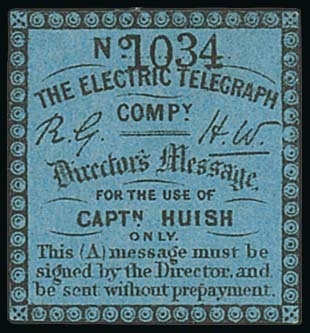 Nº 1034
THE ELECTRIC TELEGRAPH
COMPY.
R.G. H.W.
Director's Message.
FOR THE USE OF
CAPTN. HUISH
ONLY.
This (A) message must be
signed by the Director, and
be sent without prepayment.